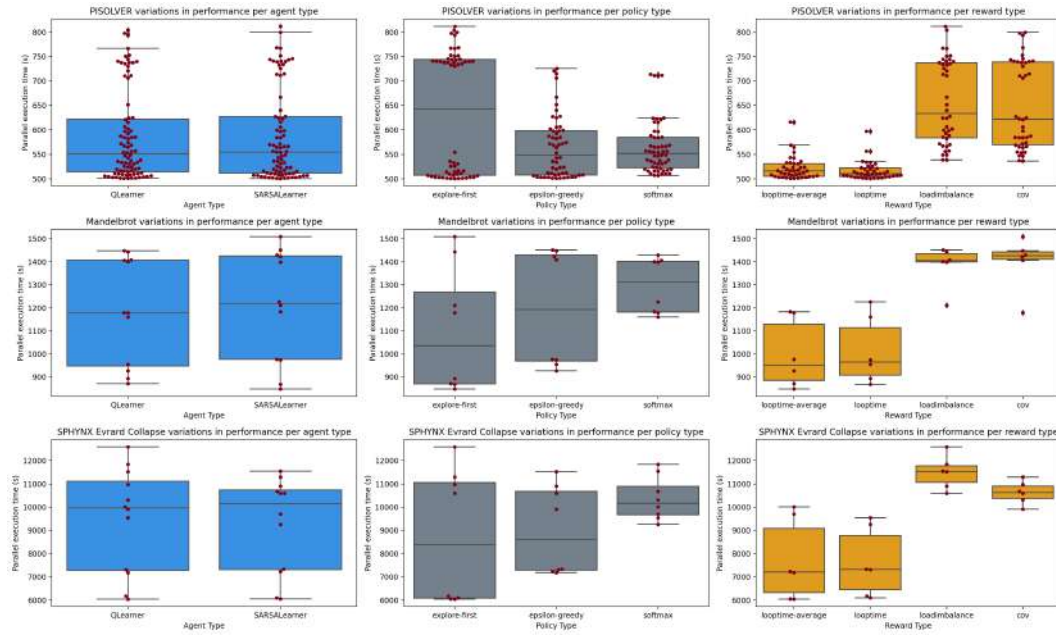 PISOLVER variations in performance per agent type
Parallel execution time (s)
800
750
700
650
600
550
500
QLearner
SARSALearner
Agent Type
PISOLVER variations in performance per policy type
Parallel execution time (s)
800
750
700
650
600
550
500
explore-first
epsilon-greedy
softmax
Policy Type
PISOLVER variations in performance per reward type
Parallel execution time (s)
800
750
700
650
600
550
500
looptime-average
looptime
loadimbalance
cov
Reward Type
Mandelbrot variations in performance per agent type
Parallel execution time (s)
1500
1400
1300
1200
1100
1000
900
QLearner
SARSALearner
Agent Type
Mandelbrot variations in performance per policy type
Parallel execution time (s)
1500
1400
1300
1200
1100
1000
900
explore-first
epsilon-greedy
softmax
Policy Type
Mandelbrot variations in performance per reward type
Parallel execution time (s)
1500
1400
1300
1200
1100
1000
900
looptime-average
looptime
loadimbalance
cov
Reward Type
SPHYNX Evrard Collapse variations in performance per agent type
Parallel execution time (s)
12000
11000
10000
9000
8000
7000
6000
QLearner
SARSALearner
Agent Type
SPHYNX Evrard Collapse variations in performance per policy type
Parallel execution time (s)
12000
11000
10000
9000
8000
7000
6000
explore-first
epsilon-greedy
softmax
Policy Type
SPHYNX Evrard Collapse variations in performance per reward type
Parallel execution time (s)
12000
11000
10000
9000
8000
7000
6000
looptime-average
looptime
loadimbalance
cov
Reward Type